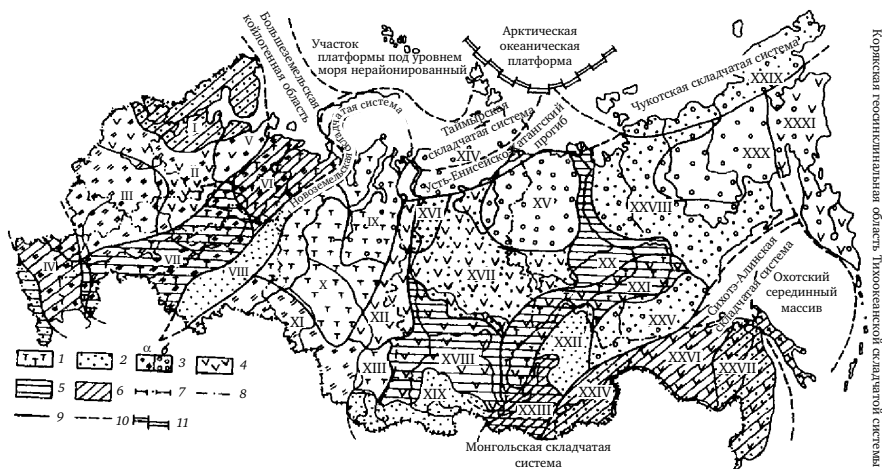 Большеземельская
койлогенная область
Участок
платформы под уровнем
моря нерайонированный
Арктическая
океаническая
платформа
Чукотская складчатая система
Корякская геосинклинальная область Тихоокеанской складчатой системы
Новоземельская складчатая система
Таймырская
складчатая система
Усть-Енисейско-Хатангский
прогиб
XXIX
XXXI
XXX
I
V
II
III
VI
XIV
IX
XVI
XV
XXVIII
IV
VII
VIII
X
XVII
XX
XXI
Сихотэ-Алинская
складчатая система
Охотский
серединный
массив
XI
XII
XXV
XXII
XIII
XVIII
XXVI
XXVII
XIX
XXIII
XXIV
Монгольская складчатая
система
а б
1 2 3 4
5 6 7 8
9 10 11